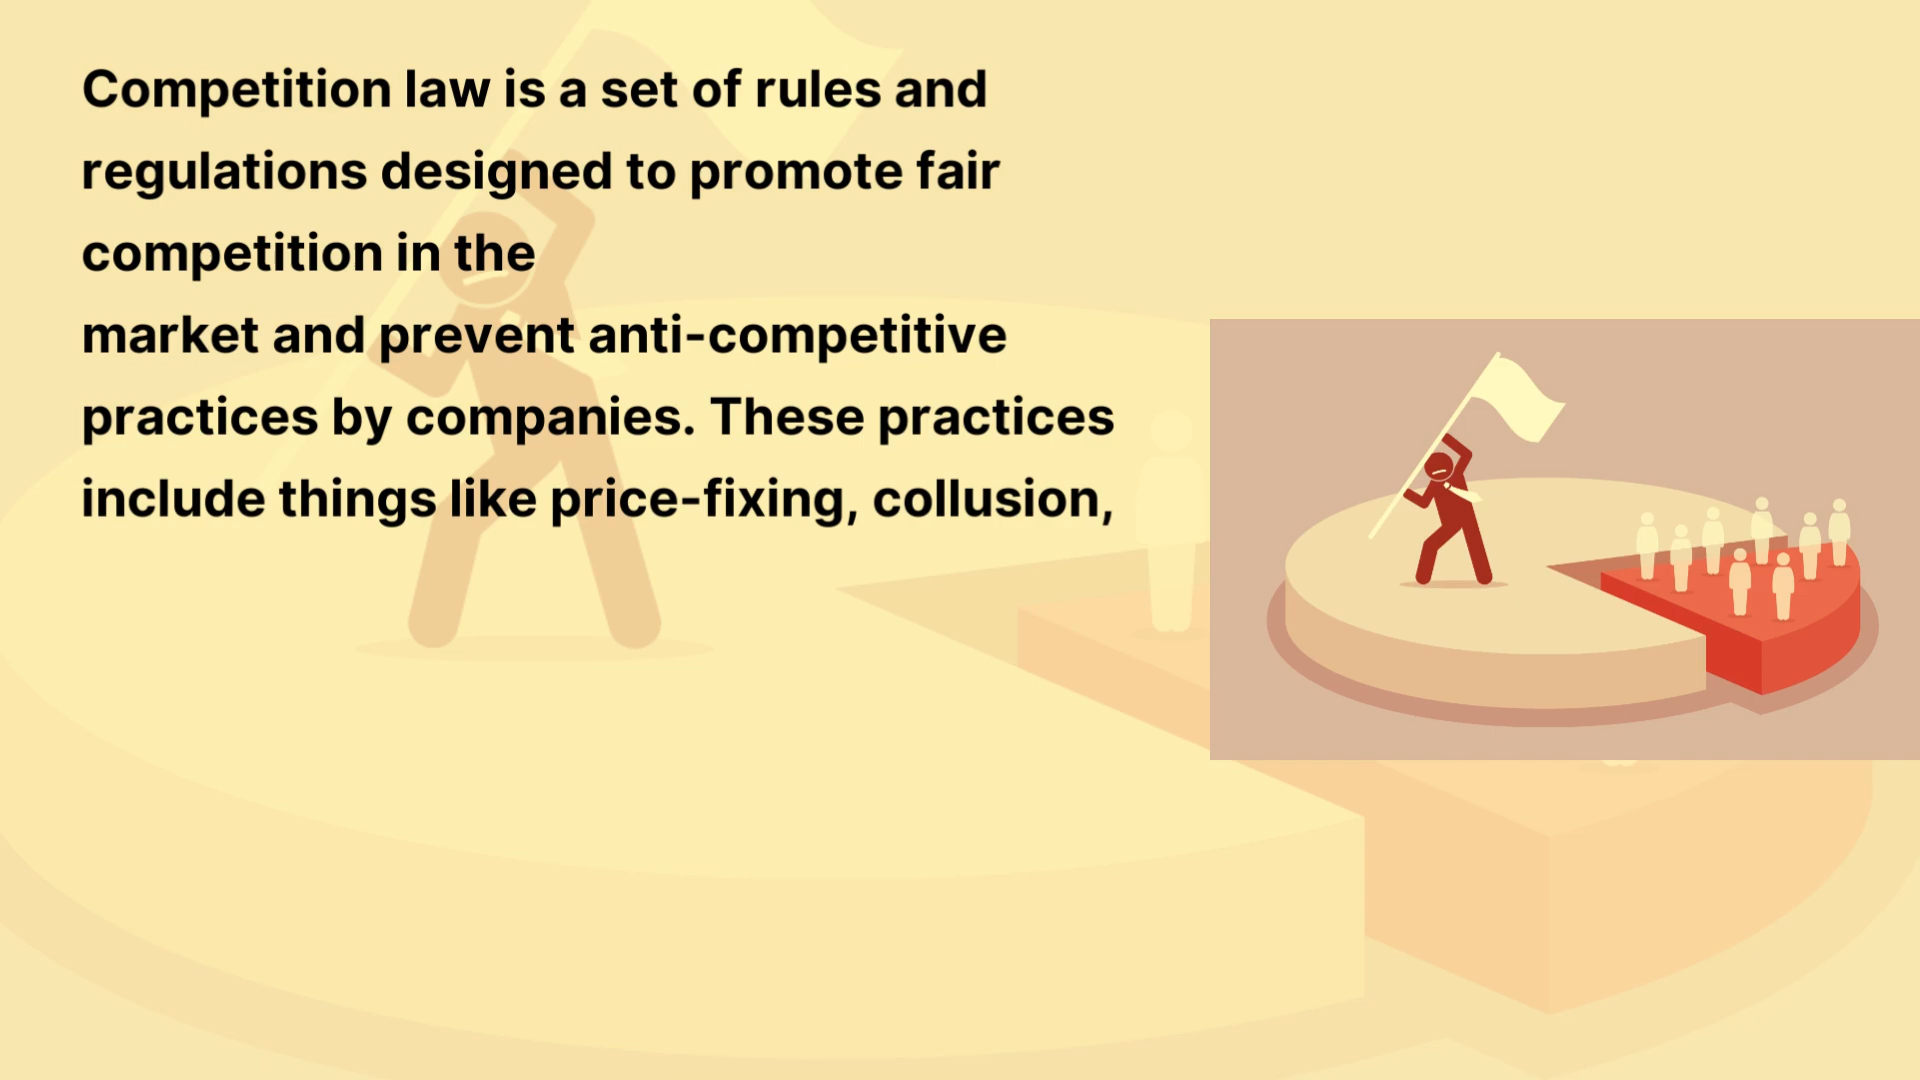 Competition law is a set of rules and
regulations designed to promote fair
competition in the
market and prevent anti-competitive
practices by companies. These practices
include things like price-fixing, collusion,